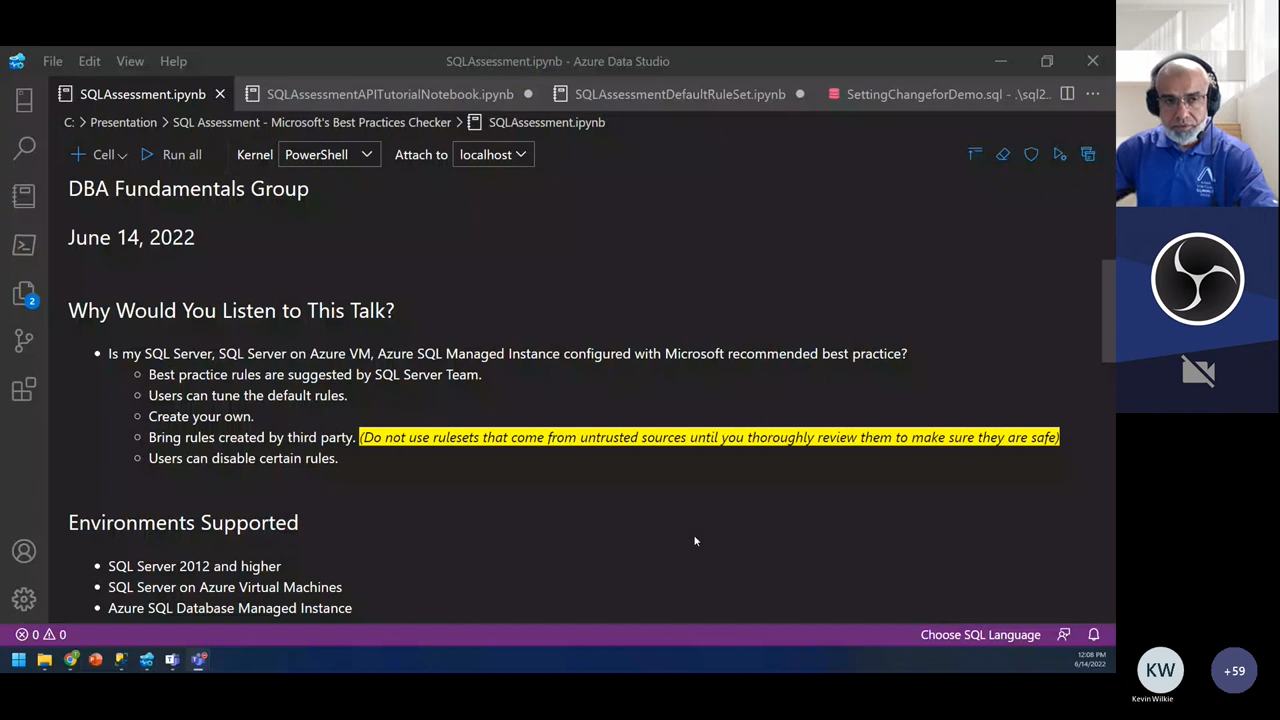 File Edit View Help
SQLAssessment.ipynb - Azure Data Studio
SQLAssessment.ipynb
SQLAssessmentAPITutorialNotebook.ipynb
SQLAssessmentDefaultRuleSet.ipynb
SettingChangeforDemo.sql - .\sql2..
C: > Presentation > SQL Assessment - Microsoft's Best Practices Checker > SQLAssessment.ipynb
Cell Run all Kernel PowerShell Attach to localhost
DBA Fundamentals Group
June 14, 2022
Why Would You Listen to This Talk?
Is my SQL Server, SQL Server on Azure VM, Azure SQL Managed Instance configured with Microsoft recommended best practice?
Best practice rules are suggested by SQL Server Team.
Users can tune the default rules.
Create your own.
Bring rules created by third party. (Do not use rulesets that come from untrusted sources until you thoroughly review them to make sure they are safe)
Users can disable certain rules.
2
Environments Supported
SQL Server 2012 and higher
SQL Server on Azure Virtual Machines
Azure SQL Database Managed Instance
0 0
Choose SQL Language
12:08 PM
6/14/2022
KW
Kevin Wilkie
+59